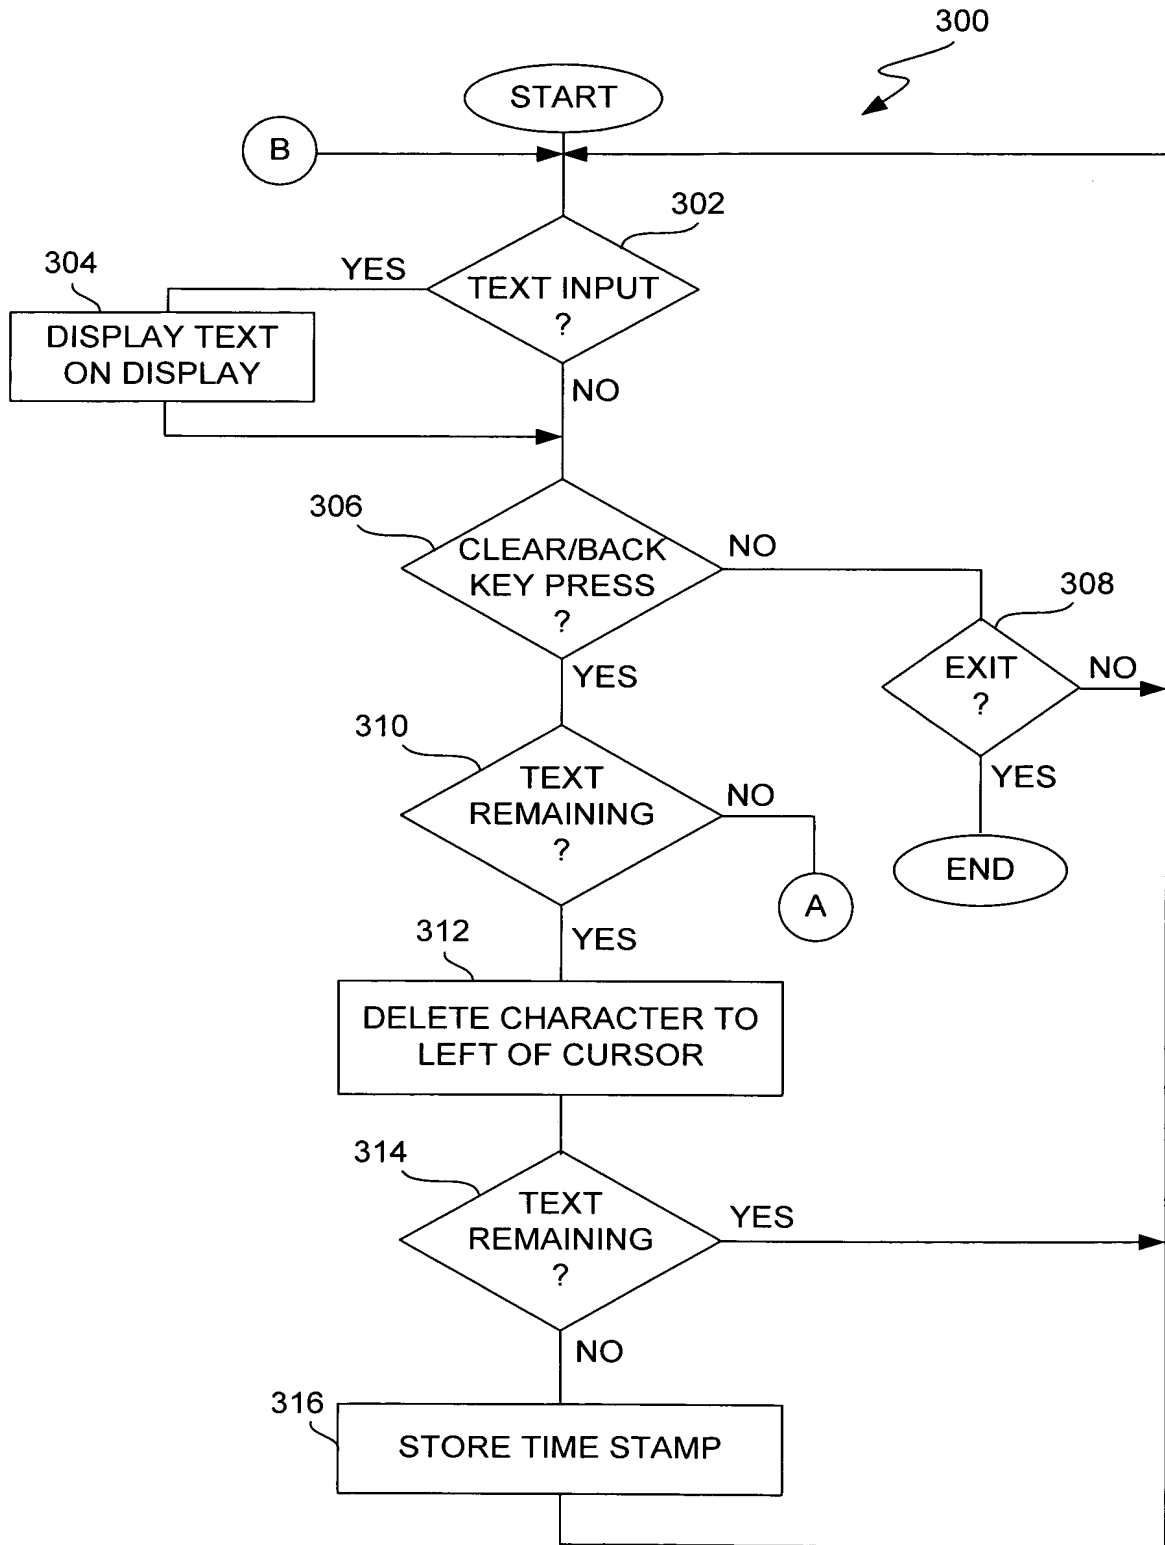 300
START
B
302
304
YES
TEXT INPUT
?
DISPLAY TEXT
ON DISPLAY
NO
306
CLEAR/BACK
KEY PRESS
?
NO
308
EXIT
?
NO
YES
YES
310
TEXT
REMAINING
?
NO
END
A
312
YES
DELETE CHARACTER TO
LEFT OF CURSOR
314
TEXT
REMAINING
?
YES
NO
316
STORE TIME STAMP